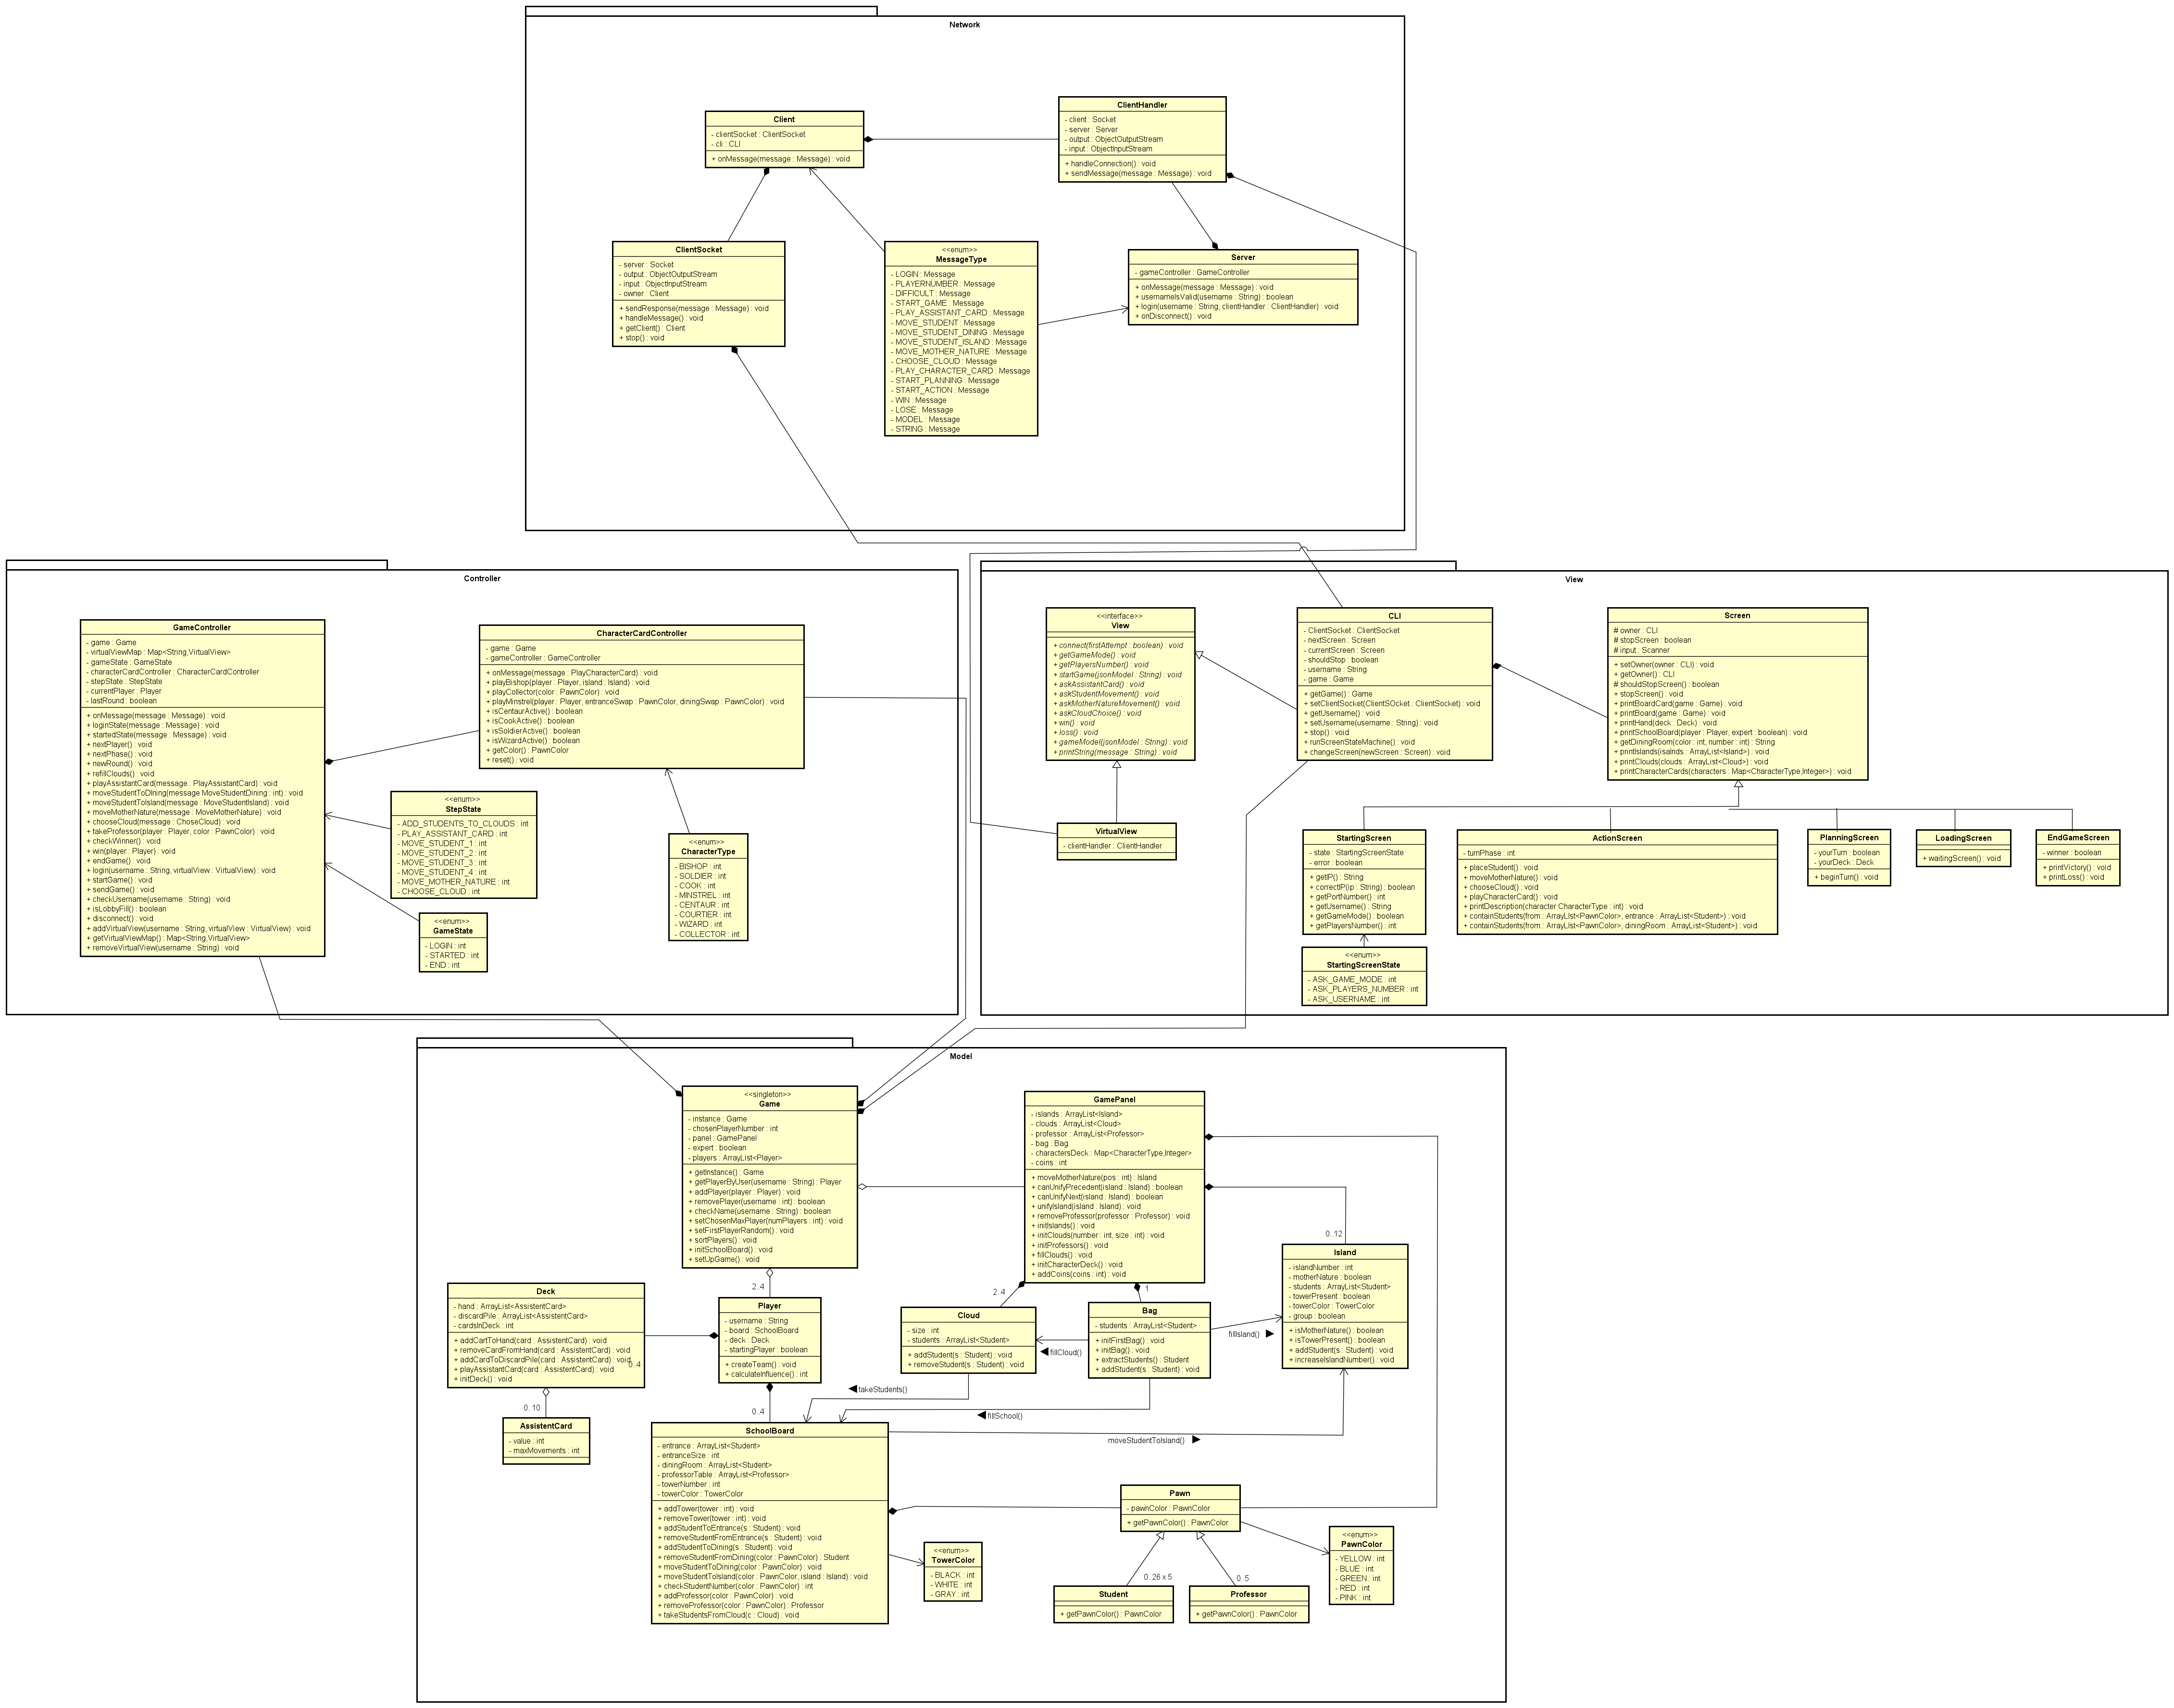 Network
Client
- clientSocket : ClientSocket
- cli : CLI
+ onMessage(message : Message) : void
ClientHandler
- client : Socket
- server : Server
- output : ObjectOutputStream
- input : ObjectInputStream
+ handleConnection() : void
+ sendMessage(message : Message) : void
ClientSocket
- server : Socket
- output : ObjectOutputStream
- input : ObjectInputStream
- owner : Client
+ sendResponse(message : Message) : void
+ handleMessage() : void
+ getClient() : Client
+ stop() : void
<<enum>>
MessageType
- LOGIN : Message
- PLAYERNUMBER : Message
- DIFFICULT : Message
- START_GAME : Message
- PLAY_ASSISTANT_CARD : Message
- MOVE_STUDENT : Message
- MOVE_STUDENT_DINING : Message
- MOVE_STUDENT_ISLAND : Message
- MOVE_MOTHER_NATURE : Message
- CHOOSE_CLOUD : Message
- PLAY_CHARACTER_CARD : Message
- START_PLANNING : Message
- START_ACTION : Message
- WIN : Message
- LOSE : Message
- MODEL : Message
- STRING : Message
Server
- gameController : GameController
+ onMessage(message : Message) : void
+ usernameIsValid(username : String) : boolean
+ login(username : String, clientHandler : ClientHandler) : void
+ onDisconnect() : void
Controller
GameController
- game : Game
- virtualViewMap : Map<String,VirtualView>
- gameState : GameState
- characterCardController : CharacterCardController
- stepState : StepState
- currentPlayer : Player
- lastRound : boolean
+ onMessage(message : Message) : void
+ loginState(message : Message) : void
+ startedState(message : Message) : void
+ nextPlayer() : void
+ nextPhase() : void
+ newRound() : void
+ refillClouds() : void
+ playAssistantCard(message : PlayAssistantCard) : void
+ moveStudentToDIning(message MoveStudentDining : int) : void
+ moveStudentToIsland(message : MoveStudentIsland) : void
+ moveMotherNature(message : MoveMotherNature) : void
+ chooseCloud(message : ChoseCloud) : void
+ takeProfessor(player : Player, color : PawnColor) : void
+ checkWinner() : void
+ win(player : Player) : void
+ endGame() : void
+ login(username : String, virtualView : VirtualView) : void
+ startGame() : void
+ sendGame() : void
+ checkUsername(username : String) : void
+ isLobbyFill() : boolean
+ disconnect() : void
+ addVirtualView(username : String, virtualView : VirtualView) : void
+ getVirtualViewMap() : Map<String,VirtualView>
+ removeVirtualView(username : String) : void
CharacterCardController
- game : Game
- gameController : GameController
+ onMessage(message : PlayCharacterCard) : void
+ playBishop(player : Player, island : Island) : void
+ playCollector(color : PawnColor) : void
+ playMinstrel(player : Player, entranceSwap : PawnColor, diningSwap : PawnColor) : void
+ isCentaurActive() : boolean
+ isCookActive() : boolean
+ isSoldierActive() : boolean
+ isWizardActive() : boolean
+ getColor() : PawnColor
+ reset() : void
<<enum>>
StepState
- ADD_STUDENTS_TO_CLOUDS : int
- PLAY_ASSISTANT_CARD : int
- MOVE_STUDENT_1 : int
- MOVE_STUDENT_2 : int
- MOVE_STUDENT_3 : int
- MOVE_STUDENT_4 : int
- MOVE_MOTHER_NATURE : int
- CHOOSE_CLOUD : int
<<enum>>
GameState
- LOGIN : int
- STARTED : int
- END : int
<<enum>>
CharacterType
- BISHOP : int
- SOLDIER : int
- COOK : int
- MINSTREL : int
- CENTAUR : int
- COURTIER : int
- WIZARD : int
- COLLECTOR : int
View
<<interface>>
View
+ connect(firstAttempt : boolean) : void
+ getGameMode() : void
+ getPlayersNumber() : void
+ startGame(jsonModel : String) : void
+ askAssistantCard() : void
+ askStudentMovement() : void
+ askMotherNatureMovement() : void
+ askCloudChoice() : void
+ win() : void
+ loss() : void
+ gameModel(jsonModel : String) : void
+ printString(message : String) : void
CLI
- ClientSocket : ClientSocket
- nextScreen : Screen
- currentScreen : Screen
- shouldStop : boolean
- username : String
- game : Game
+ getGame() : Game
+ setClientSocket(ClientSOcket : ClientSocket) : void
+ getUsername() : void
+ setUsername(username : String) : void
+ stop() : void
+ runScreenStateMachine() : void
+ changeScreen(newScreen : Screen) : void
Screen
# owner : CLI
# stopScreen : boolean
# input : Scanner
+ setOwner(owner : CLI) : void
+ getOwner() : CLI
# shouldStopScreen() : boolean
+ stopScreen() : void
+ printBoardCard(game : Game) : void
+ printBoard(game : Game) : void
+ printHand(deck : Deck) : void
+ printSchoolBoard(player : Player, expert : boolean) : void
+ getDiningRoom(color : int, number : int) : String
+ printIslands(isalnds : ArrayList<Island>) : void
+ printClouds(clouds : ArrayList<Cloud>) : void
+ printCharacterCards(characters : Map<CharacterType,Integer>) : void
VirtualView
- clientHandler : ClientHandler
StartingScreen
- state : StartingScreenState
- error : boolean
+ getIP() : String
+ correctIP(ip : String) : boolean
+ getPortNumber() : int
+ getUsername() : String
+ getGameMode() : boolean
+ getPlayersNumber() : int
ActionScreen
- turnPhase : int
+ placeStudent() : void
+ moveMotherNature() : void
+ chooseCloud() : void
+ playCharacterCard() : void
+ printDescription(character CharacterType : int) : void
+ containStudents(from : ArrayLIst<PawnColor>, entrance : ArrayList<Student>) : void
+ containStudents(from : ArrayLIst<PawnColor>, diningRoom : ArrayList<Student>) : void
PlanningScreen
- yourTurn : boolean
- yourDeck : Deck
+ beginTurn() : void
LoadingScreen
+ waitingScreen() : void
EndGameScreen
- winner : boolean
+ printVictory() : void
+ printLoss() : void
<<enum>>
StartingScreenState
- ASK_GAME_MODE : int
- ASK_PLAYERS_NUMBER : int
- ASK_USERNAME : int
Model
<<singleton>>
Game
- instance : Game
- chosenPlayerNumber : int
- panel : GamePanel
- expert : boolean
- players : ArrayList<Player>
+ getInstance() : Game
+ getPlayerByUser(username : String) : Player
+ addPlayer(player : Player) : void
+ removePlayer(username : int) : boolean
+ checkName(username : String) : boolean
+ setChosenMaxPlayer(numPlayers : int) : void
+ setFirstPlayerRandom() : void
+ sortPlayers() : void
+ initSchoolBoard() : void
+ setUpGame() : void
GamePanel
- islands : ArrayList<Island>
- clouds : ArrayList<Cloud>
- professor : ArrayList<Professor>
- bag : Bag
- charactersDeck : Map<CharacterType,Integer>
- coins : int
+ moveMotherNature(pos : int) : Island
+ canUnifyPrecedent(island : Island) : boolean
+ canUnifyNext(island : Island) : boolean
+ unifyIsland(island : Island) : void
+ removeProfessor(professor : Professor) : void
+ initIslands() : void
+ initClouds(number : int, size : int) : void
+ initProfessors() : void
+ fillClouds() : void
+ initCharacterDeck() : void
+ addCoins(coins : int) : void
0..12
Island
- islandNumber : int
- motherNature : boolean
- students : ArrayList<Student>
- towerPresent : boolean
- towerColor : TowerColor
- group : boolean
+ isMotherNature() : boolean
+ isTowerPresent() : boolean
+ addStudent(s : Student) : void
+ increaseIslandNumber() : void
Deck
- hand : ArrayList<AssistentCard>
- discardPile : ArrayList<AssistentCard>
- cardsInDeck : int
+ addCartToHand(card : AssistentCard) : void
+ removeCardFromHand(card : AssistentCard) : void
+ addCardToDiscardPile(card : AssistentCard) : void
+ playAssistantCard(card : AssistentCard) : void
+ initDeck() : void
0..4
2..4
Player
- username : String
- board : SchoolBoard
- deck : Deck
- startingPlayer : boolean
+ createTeam() : void
+ calculateInfluence() : int
2..4
Cloud
- size : int
- students : ArrayList<Student>
+ addStudent(s : Student) : void
+ removeStudent(s : Student) : void
1
Bag
- students : ArrayList<Student>
+ initFirstBag() : void
+ initBag() : void
+ extractStudents() : Student
+ addStudent(s : Student) : void
fillIsland()
fillCloud()
takeStudents()
fillSchool()
moveStudentToIsland()
0..10
AssistentCard
- value : int
- maxMovements : int
0..4
SchoolBoard
- entrance : ArrayList<Student>
- entranceSize : int
- diningRoom : ArrayList<Student>
- professorTable : ArrayList<Professor>
- towerNumber : int
- towerColor : TowerColor
+ addTower(tower : int) : void
+ removeTower(tower : int) : void
+ addStudentToEntrance(s : Student) : void
+ removeStudentFromEntrance(s : Student) : void
+ addStudentToDining(s : Student) : void
+ removeStudentFromDining(color : PawnColor) : Student
+ moveStudentToDining(color : PawnColor) : void
+ moveStudentToIsland(color : PawnColor, island : Island) : void
+ checkStudentNumber(color : PawnColor) : int
+ addProfessor(color : PawnColor) : void
+ removeProfessor(color : PawnColor) : Professor
+ takeStudentsFromCloud(c : Cloud) : void
<<enum>>
TowerColor
- BLACK : int
- WHITE : int
- GRAY : int
Pawn
- pawnColor : PawnColor
+ getPawnColor() : PawnColor
<<enum>>
PawnColor
- YELLOW : int
- BLUE : int
- GREEN : int
- RED : int
- PINK : int
0..26 x 5
0..5
Student
+ getPawnColor() : PawnColor
Professor
+ getPawnColor() : PawnColor